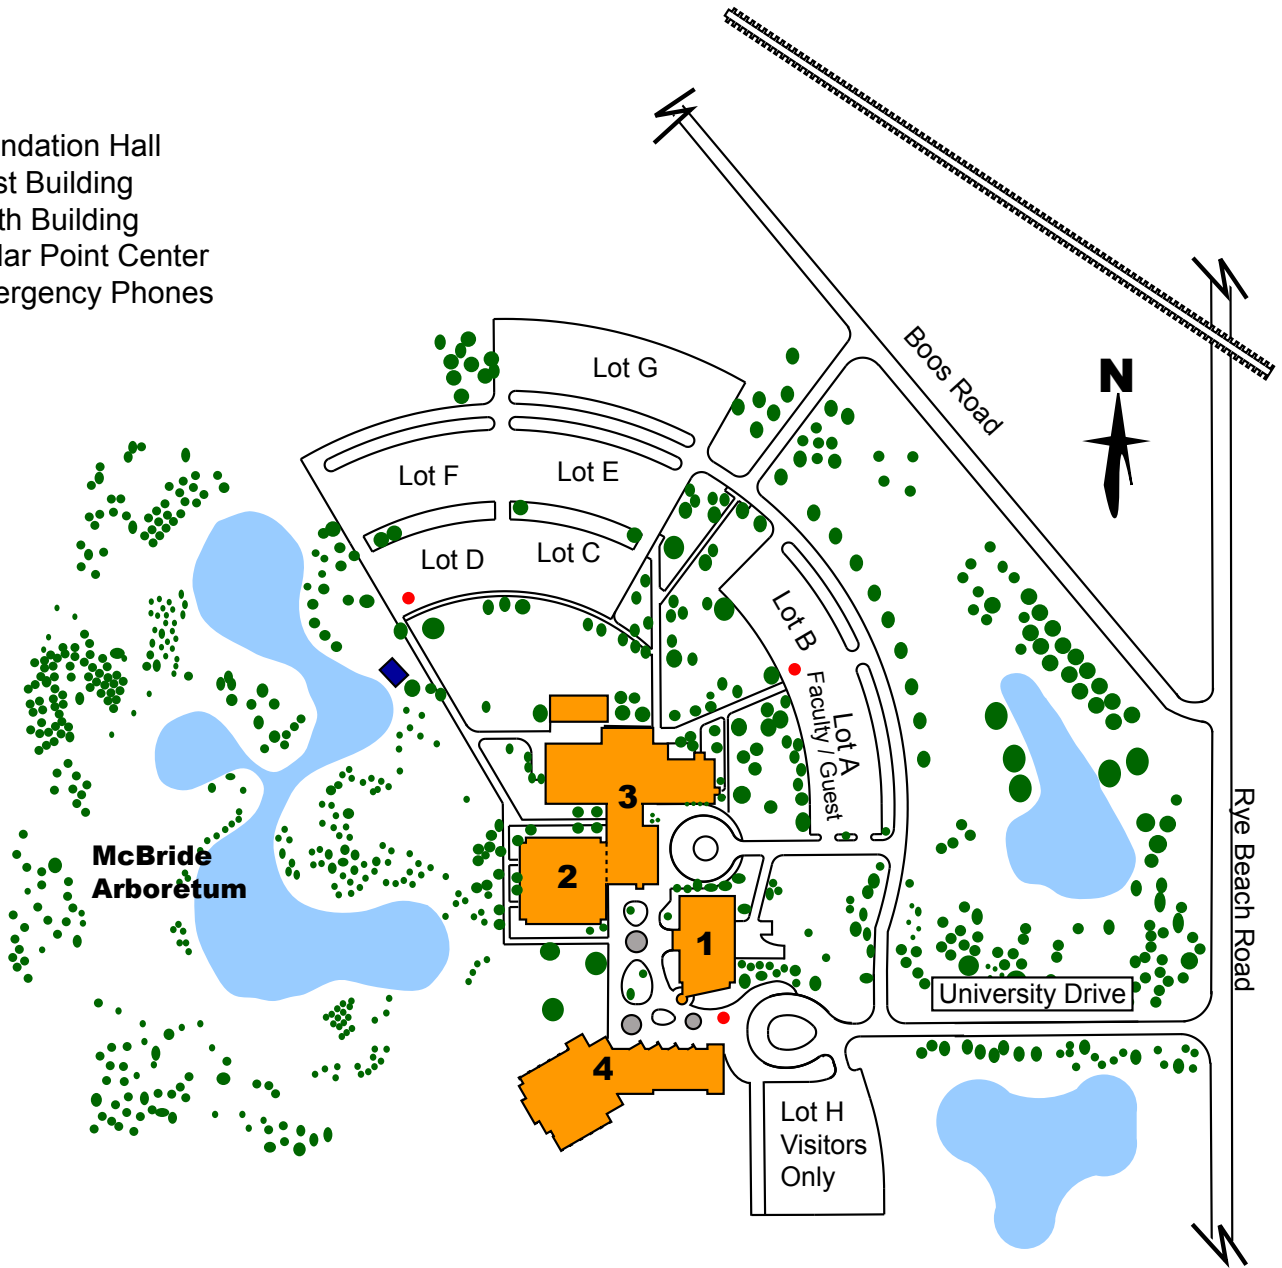 ndation Hall
st Building
th Building
lar Point Center
ergency Phones
N
Boos Road
Lot G
Lot F
Lot E
Lot D
Lot C
Lot B
Lot A
Faculty / Guest
3
2
1
4
McBride
Arboretum
Rye Beach Road
University Drive
Lot H
Visitors
Only